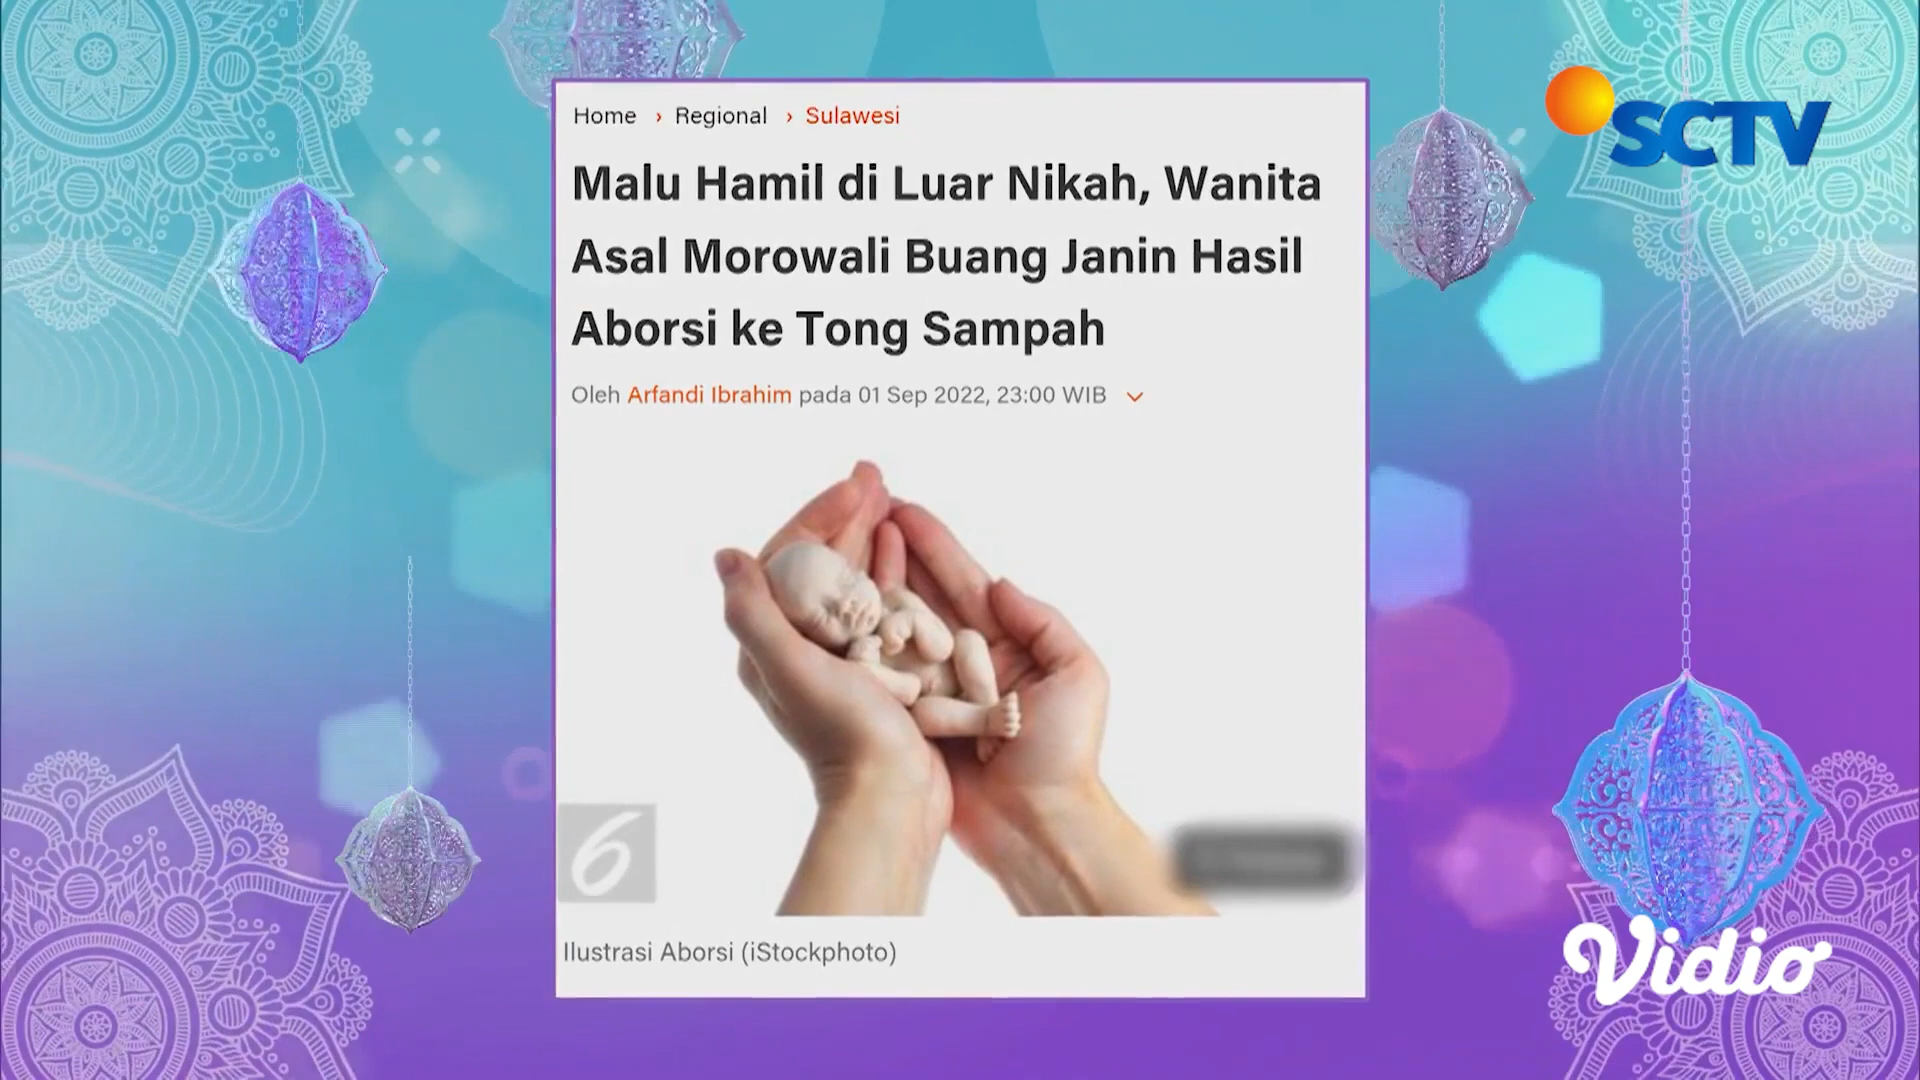 SCTV
Home › Regional › Sulawesi
Malu Hamil di Luar Nikah, Wanita
Asal Morowali Buang Janin Hasil
Aborsi ke Tong Sampah
Oleh Arfandi Ibrahim pada 01 Sep 2022, 23:00 WIB
6
Ilustrasi Aborsi (iStockphoto)
Vidio